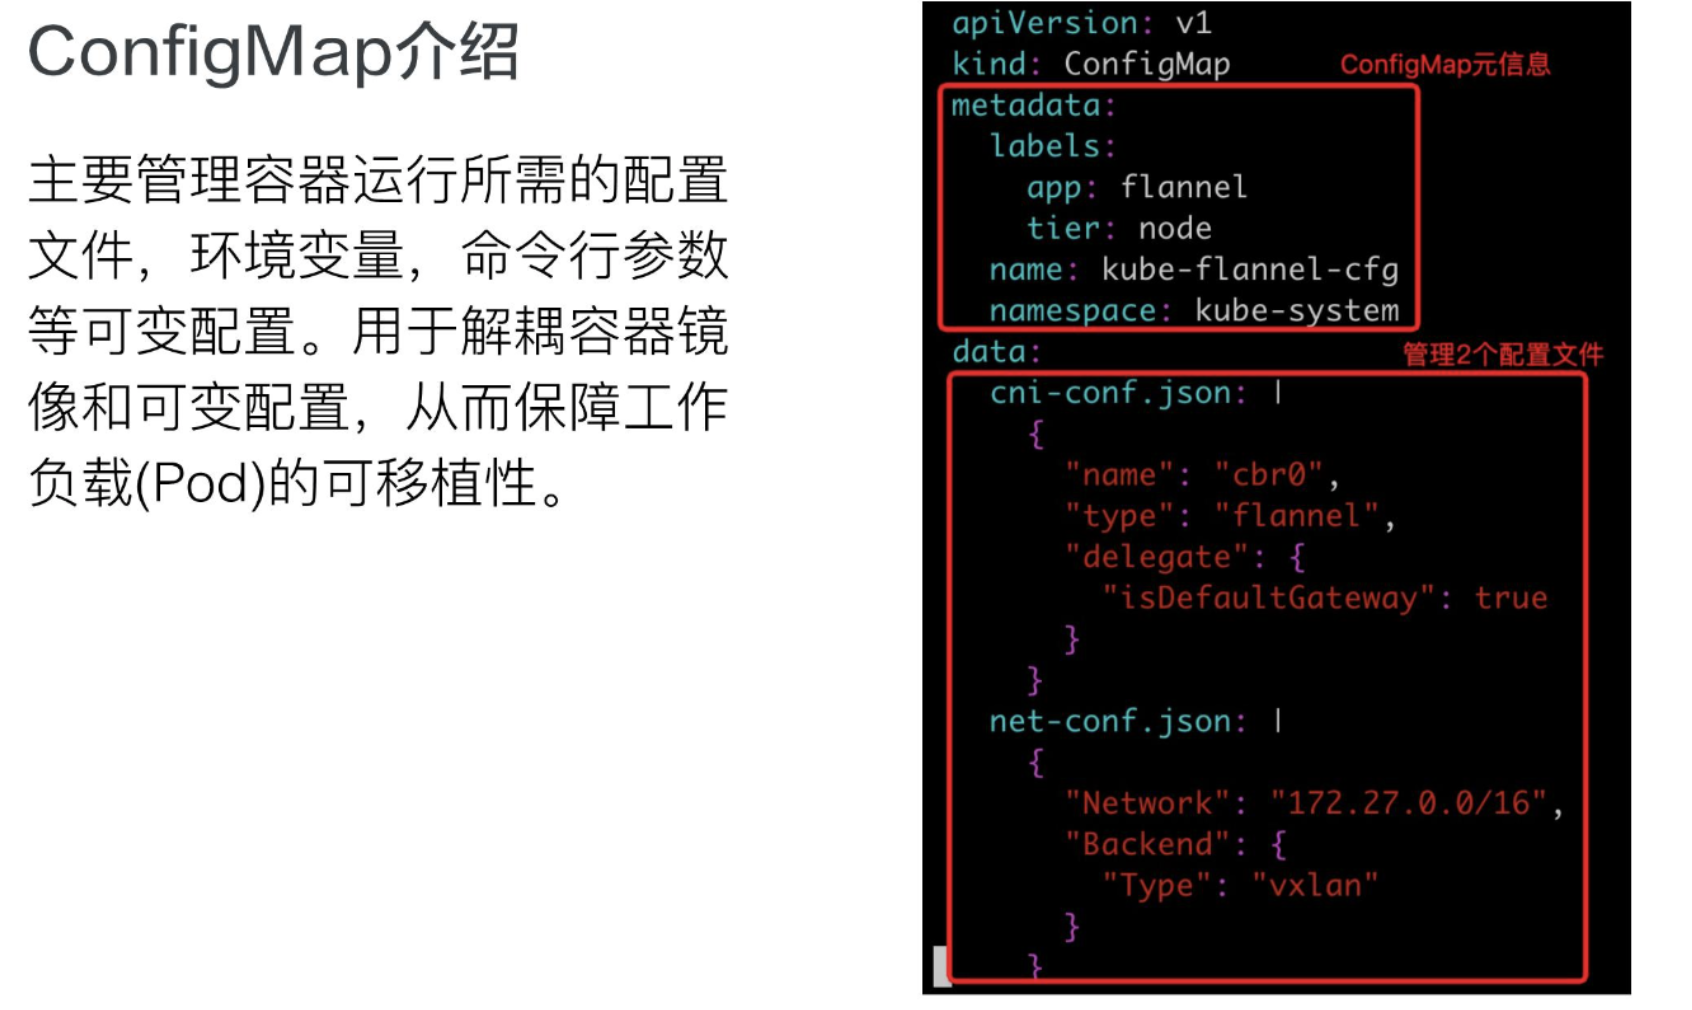 ConfigMap介绍
主要管理容器运行所需的配置
文件，环境变量，命令行参数
等可变配置。用于解耦容器镜
像和可变配置，从而保障工作
负载(Pod)的可移植性。
apiVersion: v1
kind: ConfigMap
ConfigMap元信息
metadata:
  labels:
    app: flannel
    tier: node
  name: kube-flannel-cfg
  namespace: kube-system
data:
管理2个配置文件
  cni-conf.json: |
    {
      "name": "cbr0",
      "type": "flannel",
      "delegate": {
        "isDefaultGateway": true
      }
    }
  net-conf.json: |
    {
      "Network": "172.27.0.0/16",
      "Backend": {
        "Type": "vxlan"
      }
    }